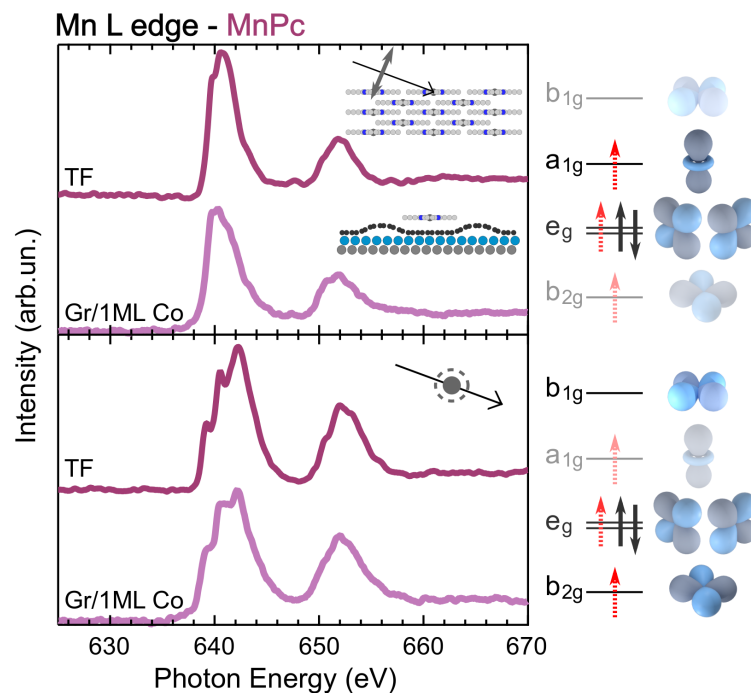 Mn L edge - MnPc
TF
Gr/1ML Co
TF
Gr/1ML Co
Intensity (arb.un.)
630 640 650 660 670
Photon Energy (eV)
b1g
a1g
eg
b2g
b1g
a1g
eg
b2g